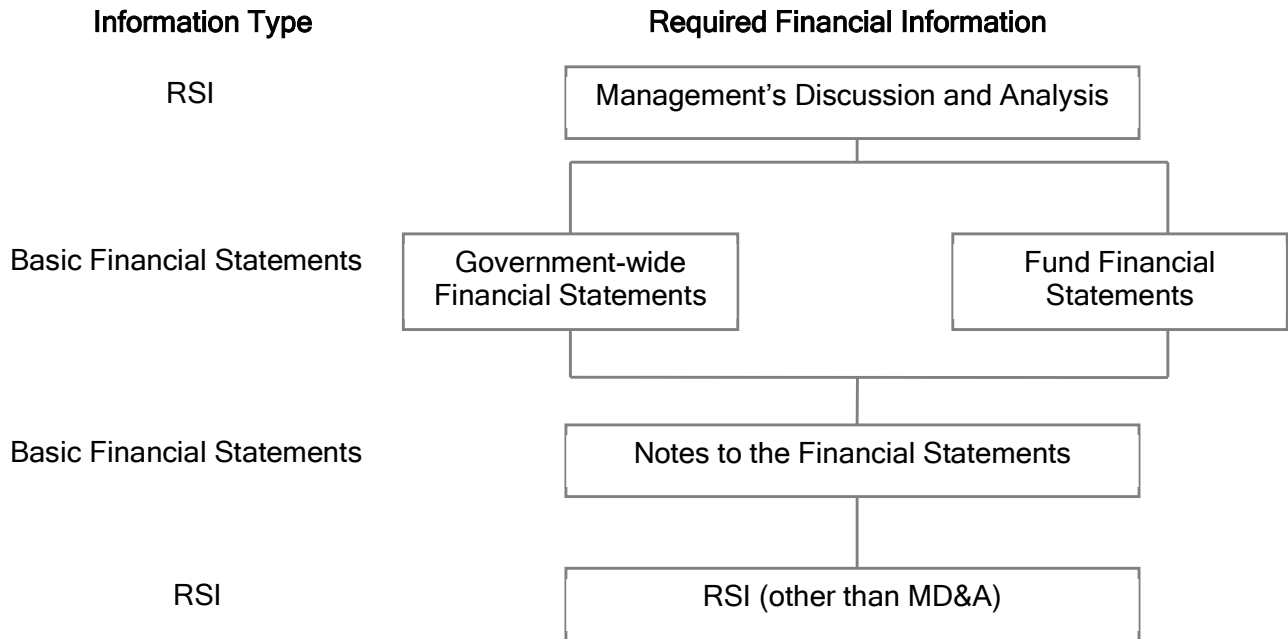 Information Type
Required Financial Information
RSI
Management’s Discussion and Analysis
Basic Financial Statements
Government-wide
Financial Statements
Fund Financial
Statements
Basic Financial Statements
Notes to the Financial Statements
RSI
RSI (other than MD&A)